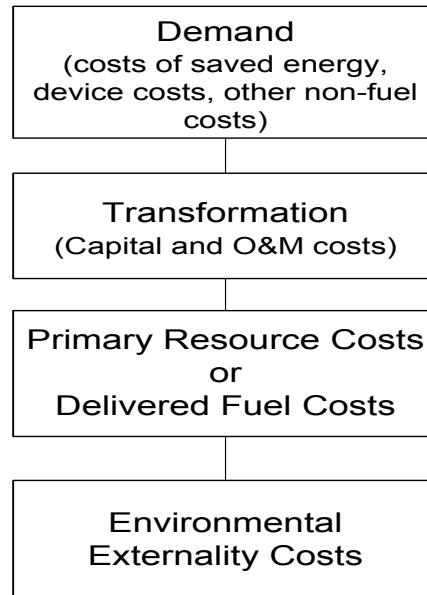 Demand
(costs of saved energy,
device costs, other non-fuel
costs)
Transformation
(Capital and O&M costs)
Primary Resource Costs
or
Delivered Fuel Costs
Environmental
Externality Costs